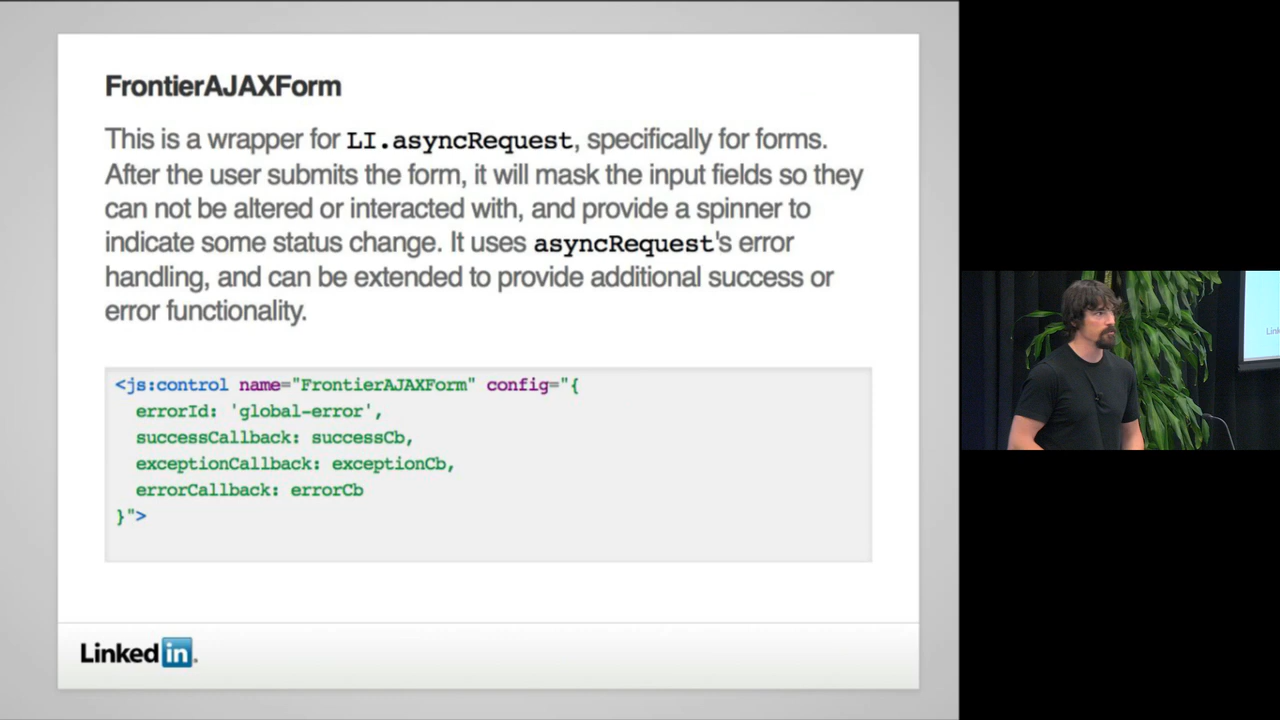 FrontierAJAXForm
This is a wrapper for LI.asyncRequest, specifically for forms.
After the user submits the form, it will mask the input fields so they
can not be altered or interacted with, and provide a spinner to
indicate some status change. It uses asyncRequest's error
handling, and can be extended to provide additional success or
error functionality.
<js:control name="FrontierAJAXForm" config="{
errorId: 'global-error',
successCallback: successCb,
exceptionCallback: exceptionCb,
errorCallback: errorCb
}">
Linked in.
Link